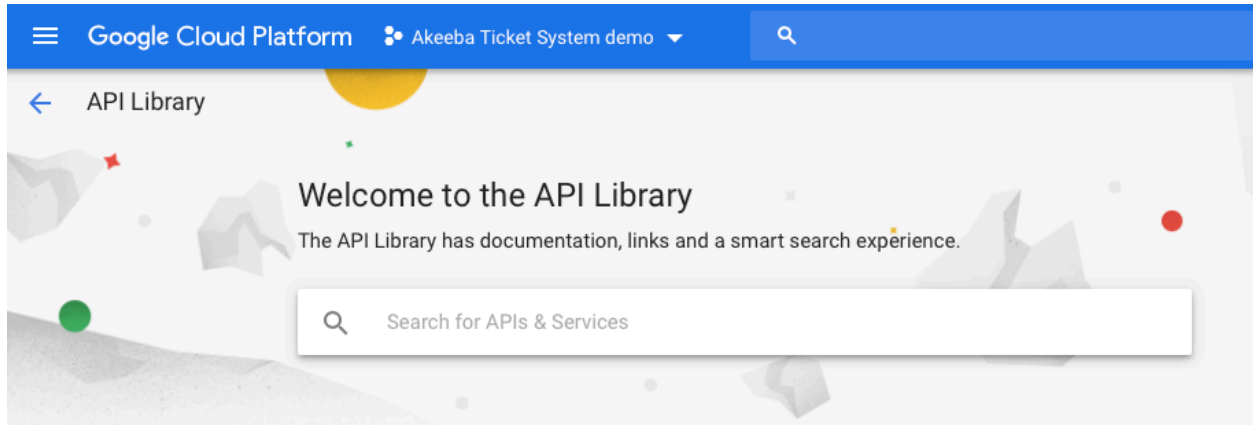 Google Cloud Platform Akeeba Ticket System demo
API Library
Welcome to the API Library
The API Library has documentation, links and a smart search experience.
Search for APIs & Services